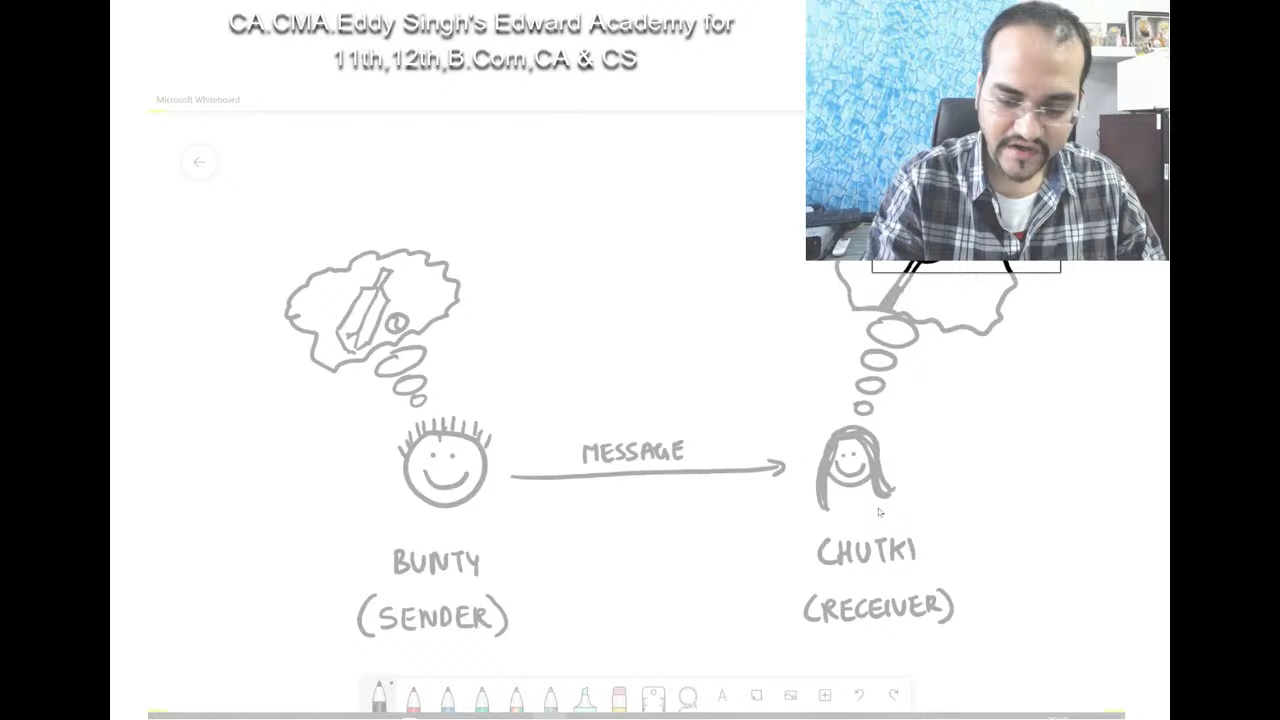 CA.CMA.Eddy Singh's Edward Academy for
11th,12th,B.Com,CA & CS
Microsoft Whiteboard
MESSAGE
BUNTY
CHUTKI
(SENDER)
(RECEIVER)